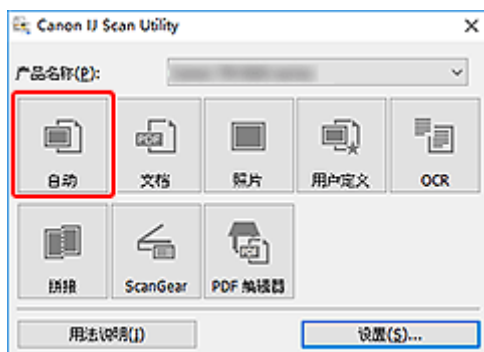 Canon IJ Scan Utility
产品名称(P):
自动 文档 照片 用户定义 OCR
拼接 ScanGear PDF 编辑器
用法说明(I) 设置(S)...